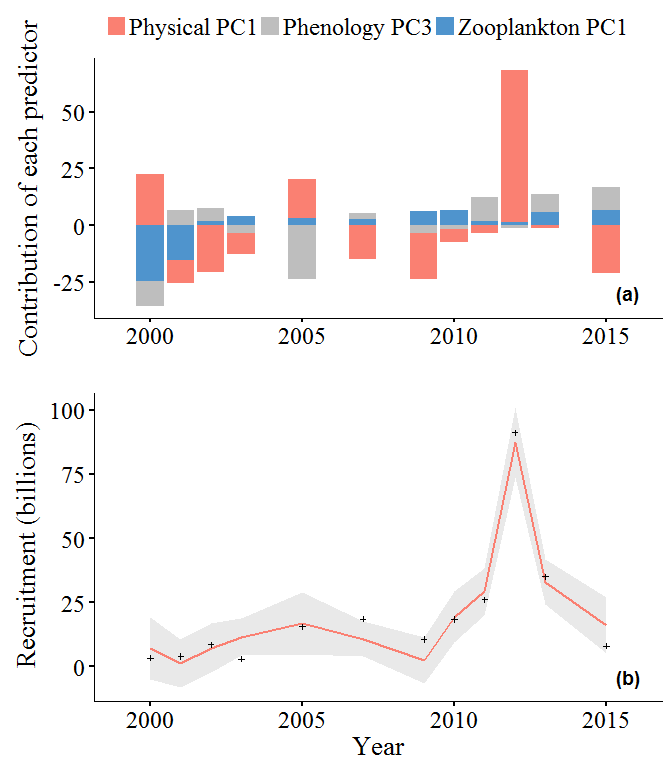 Physical PC1 Phenology PC3 Zooplankton PC1
Contribution of each predictor
50
25
0
-25
(a)
2000 2005 2010 2015
Recruitment (billions)
100
75
50
25
0
(b)
2000 2005 2010 2015
Year